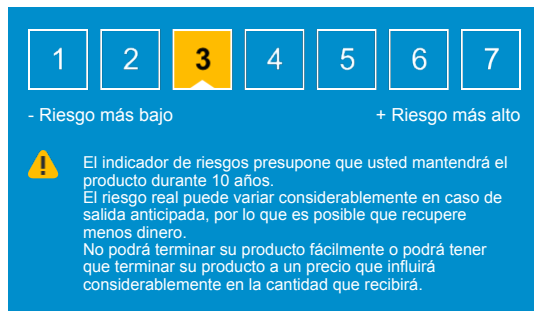 1 2 3 4 5 6 7
- Riesgo más bajo + Riesgo más alto
El indicador de riesgos presupone que usted mantendrá el
producto durante 10 años.
El riesgo real puede variar considerablemente en caso de
salida anticipada, por lo que es posible que recupere
menos dinero.
No podrá terminar su producto fácilmente o podrá tener
que terminar su producto a un precio que influirá
considerablemente en la cantidad que recibirá.